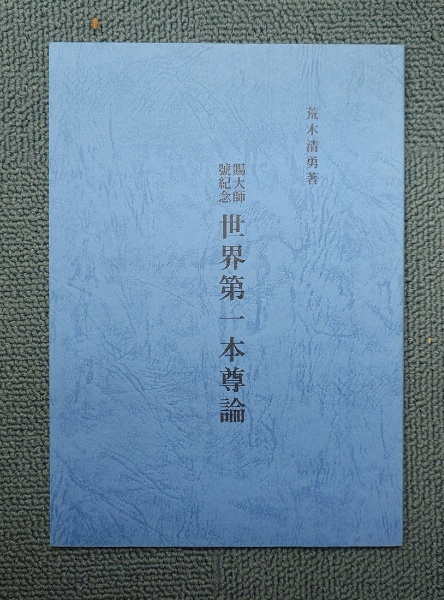 荒木清勇著
賜大師
號紀念
世界第一本尊論